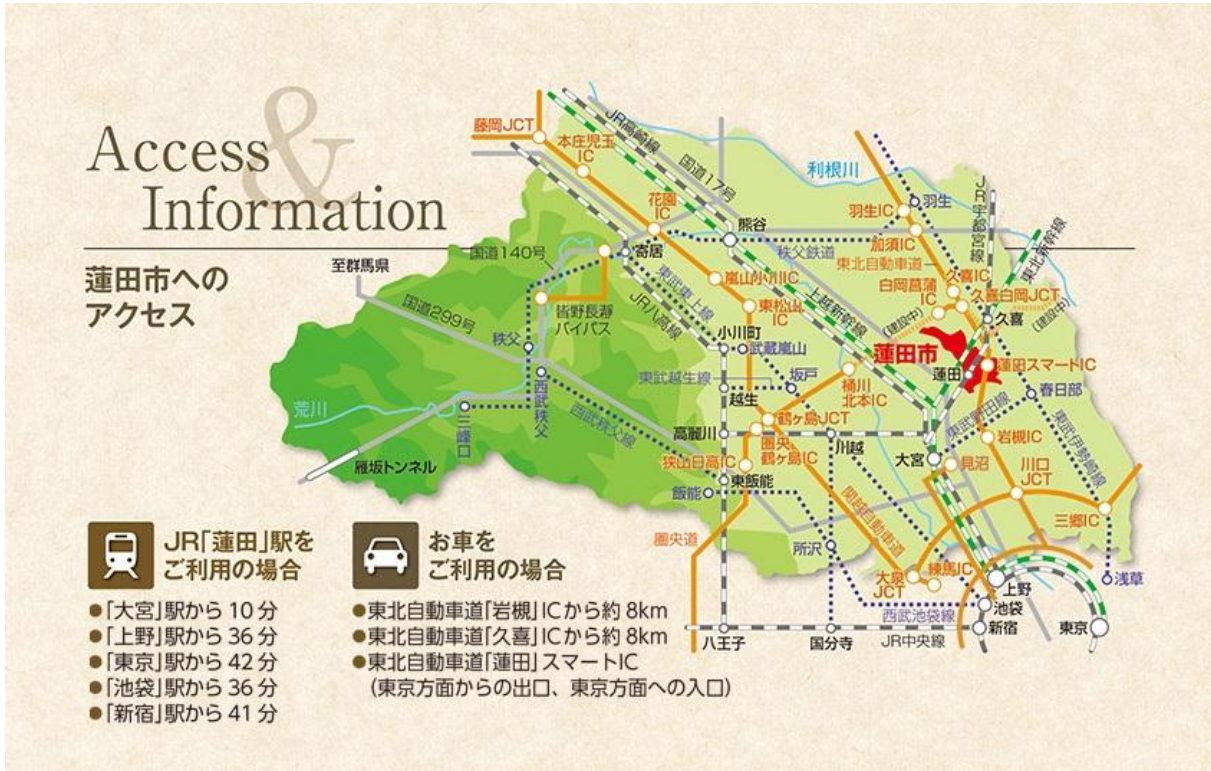 Access
&
Information
蓮田市への
アクセス
藤岡JCT
本庄児玉
IC
JR高崎線
国道17号
利根川
花園
IC
熊谷
羽生
羽生IC
加須IC
秩父鉄道
東北自動車道
JR宇都宮線
東北新幹線
至群馬県
国道140号
寄居
嵐山小川IC
久喜IC
白岡菖蒲
IC
久喜白岡JCT
(建設中)
(建設中)
久喜
国道299号
皆野長瀞
バイパス
東武東上線
JR八高線
東松山
IC
上越新幹線
小川町
武蔵嵐山
蓮田市
蓮田
蓮田スマートIC
秩父
西武秩父
東武越生線
坂戸
桶川
北本IC
春日部
荒川
三峰口
西武秩父線
越生
鶴ヶ島JCT
東武野田線
東武伊勢崎線
高麗川
圏央
鶴ヶ島IC
川越
大宮
岩槻IC
見沼
川口
JCT
雁坂トンネル
狭山日高IC
東飯能
飯能
関越自動車道
三郷IC
圏央道
所沢
大泉
JCT
練馬IC
上野
浅草
池袋
西武池袋線
八王子
国分寺
JR中央線
新宿
東京
JR「蓮田」駅を
ご利用の場合
●「大宮」駅から 10 分
●「上野」駅から 36 分
●「東京」駅から 42 分
●「池袋」駅から 36 分
●「新宿」駅から 41 分
お車を
ご利用の場合
●東北自動車道「岩槻」ICから約 8km
●東北自動車道「久喜」ICから約 8km
●東北自動車道「蓮田」スマートIC
(東京方面からの出口、東京方面への入口)